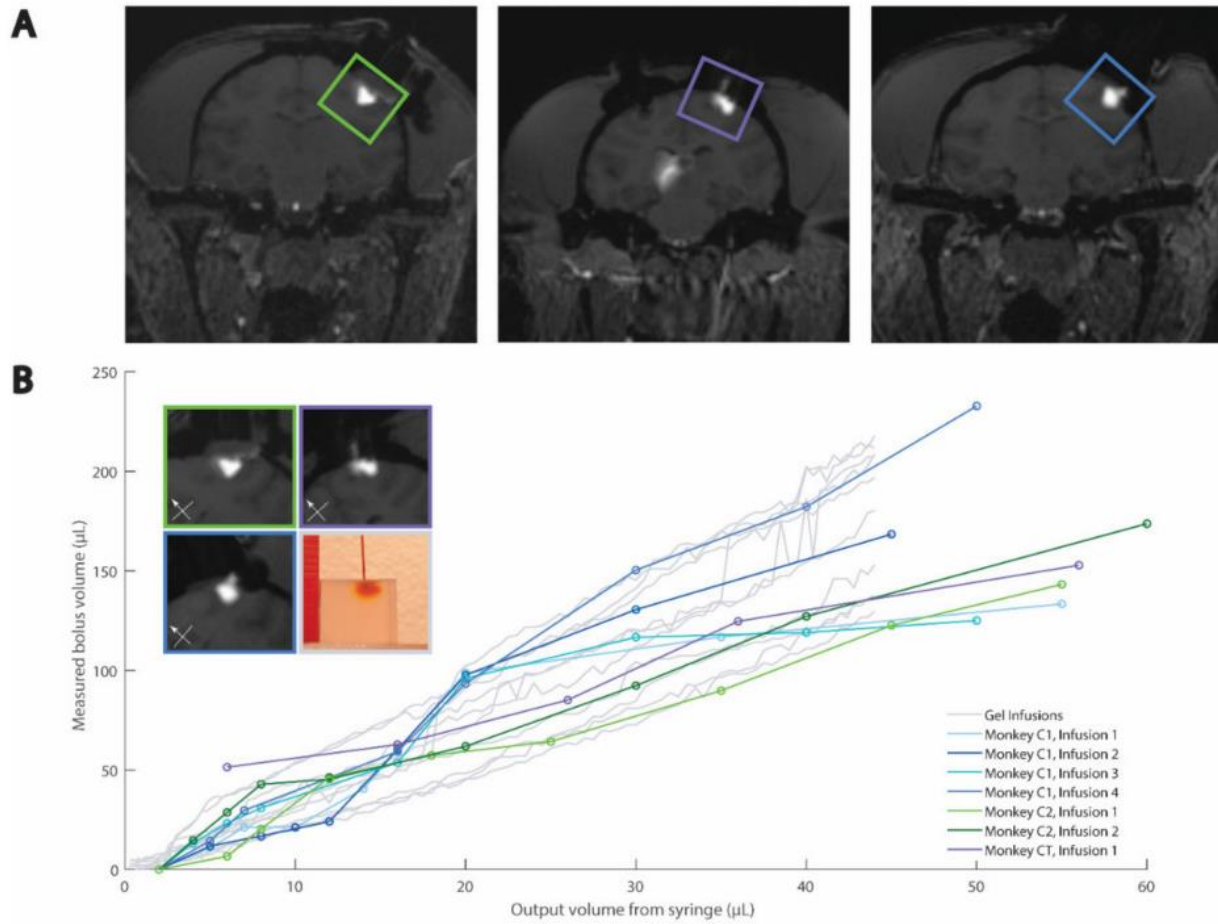 A
B
250
200
150
100
50
0
Measured bolus volume (µL)
0 10 20 30 40 50 60
Output volume from syringe (µL)
Gel Infusions
Monkey C1, Infusion 1
Monkey C1, Infusion 2
Monkey C1, Infusion 3
Monkey C1, Infusion 4
Monkey C2, Infusion 1
Monkey C2, Infusion 2
Monkey CT, Infusion 1